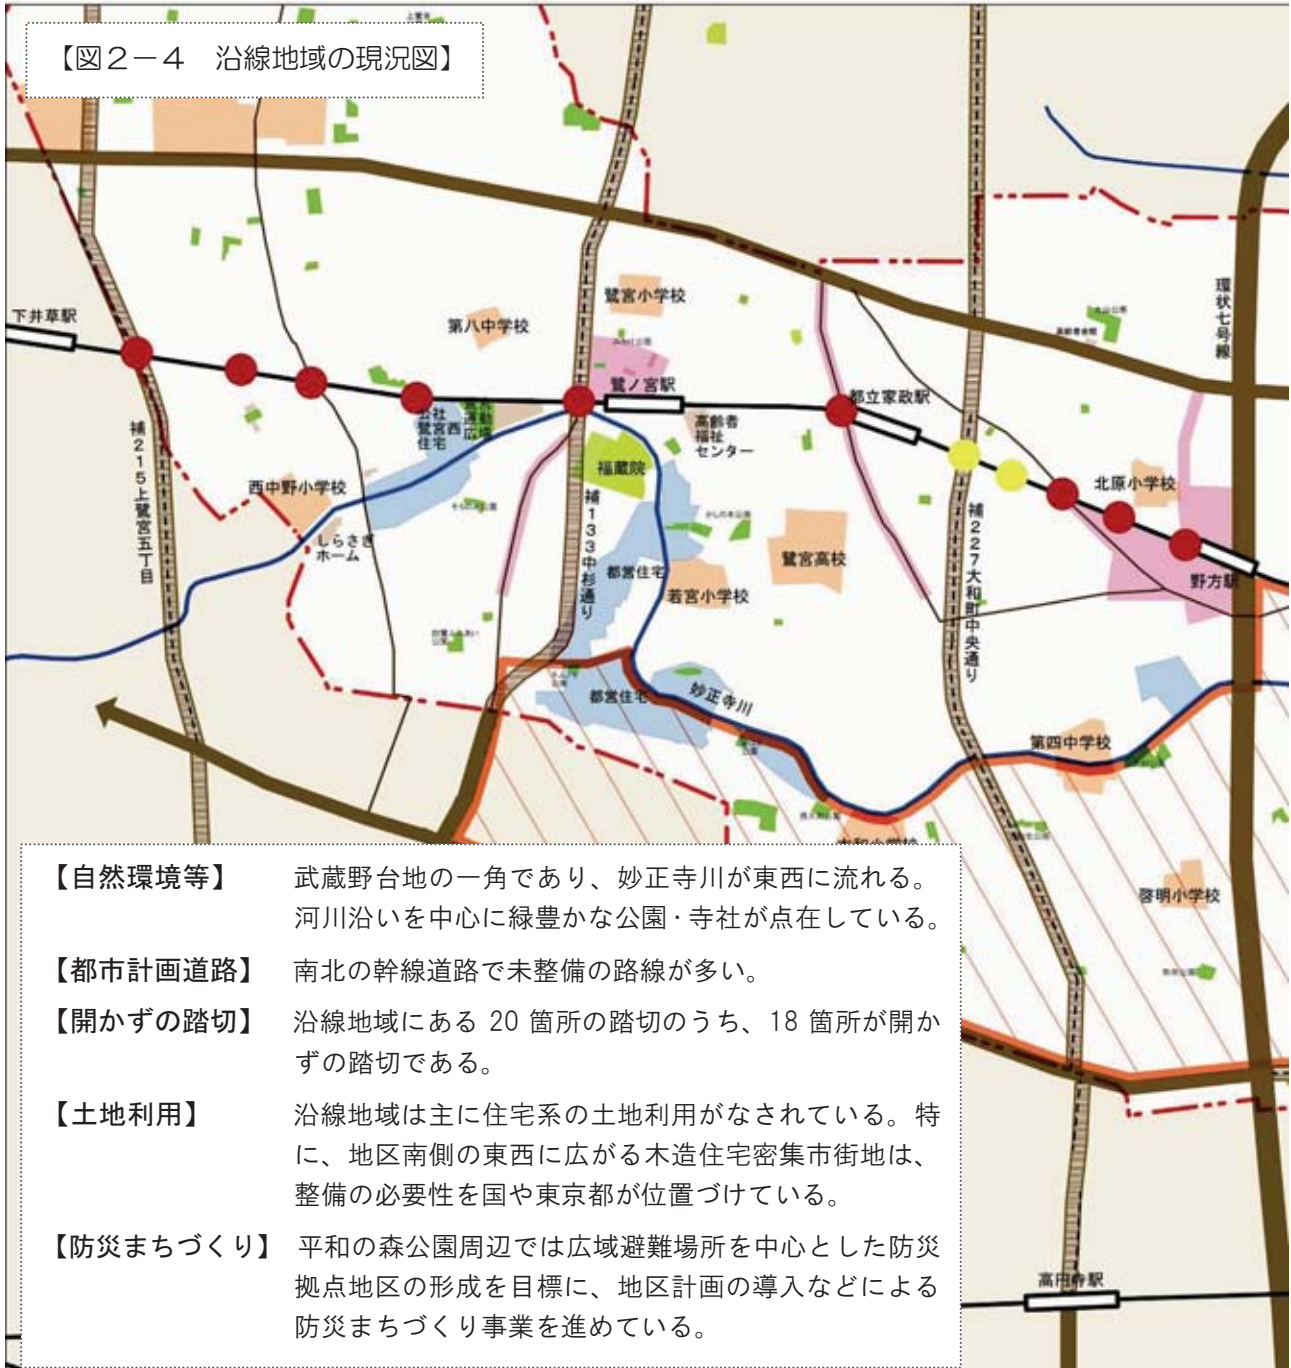 【図2-4 沿線地域の現況図】
下井草駅
第八中学校
鷺宮小学校
鷺ノ宮駅
都立家政駅
環状七号線
公社
鷺宮西
住宅
高齢者
福祉
センター
福蔵院
北原小学校
野方駅
西中野小学校
しらさぎ
ホーム
補215上鷺宮五丁目
補133中杉通り
補227大和町中央通り
都営住宅
若宮小学校
鷺宮高校
都営住宅
妙正寺川
第四中学校
啓明小学校
高円寺駅
【自然環境等】 武蔵野台地の一角であり、妙正寺川が東西に流れる。
河川沿いを中心に緑豊かな公園・寺社が点在している。
【都市計画道路】 南北の幹線道路で未整備の路線が多い。
【開かずの踏切】 沿線地域にある 20 箇所の踏切のうち、18 箇所が開か
ずの踏切である。
【土地利用】 沿線地域は主に住宅系の土地利用がなされている。特
に、地区南側の東西に広がる木造住宅密集市街地は、
整備の必要性を国や東京都が位置づけている。
【防災まちづくり】 平和の森公園周辺では広域避難場所を中心とした防災
拠点地区の形成を目標に、地区計画の導入などによる
防災まちづくり事業を進めている。